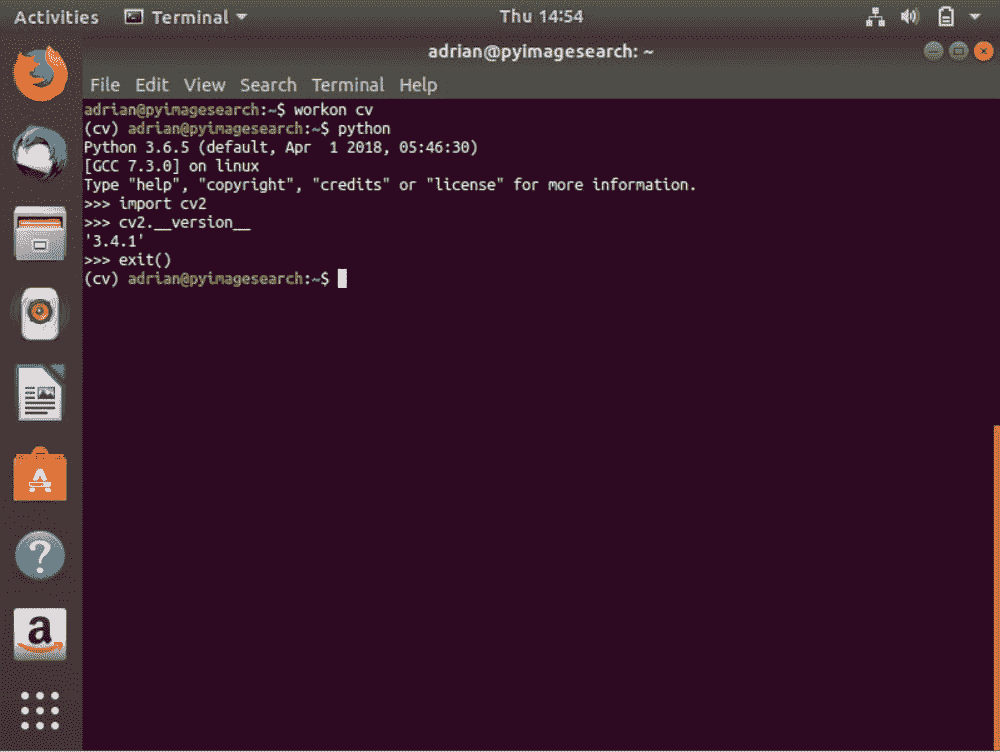 Activities Terminal Thu 14:54
adrian@pyimagesearch: ~
File Edit View Search Terminal Help
adrian@pyimagesearch:~$ workon cv
(cv) adrian@pyimagesearch:~$ python
Python 3.6.5 (default, Apr  1 2018, 05:46:30)
[GCC 7.3.0] on linux
Type "help", "copyright", "credits" or "license" for more information.
>>> import cv2
>>> cv2.__version__
'3.4.1'
>>> exit()
(cv) adrian@pyimagesearch:~$